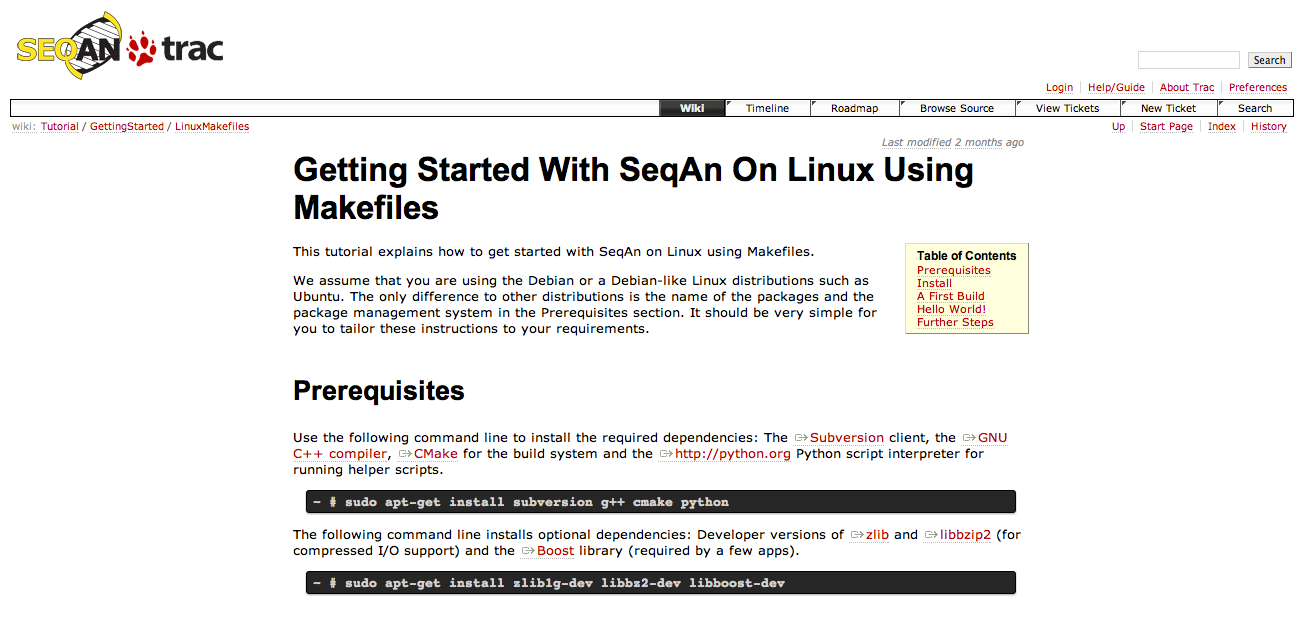 SEQAN trac
Search
Login Help/Guide About Trac Preferences
Wiki Timeline Roadmap Browse Source View Tickets New Ticket Search
wiki: Tutorial / GettingStarted / LinuxMakefiles
Up Start Page Index History
Last modified 2 months ago
Getting Started With SeqAn On Linux Using
Makefiles
This tutorial explains how to get started with SeqAn on Linux using Makefiles.
We assume that you are using the Debian or a Debian-like Linux distributions such as
Ubuntu. The only difference to other distributions is the name of the packages and the
package management system in the Prerequisites section. It should be very simple for
you to tailor these instructions to your requirements.
Table of Contents
Prerequisites
Install
A First Build
Hello World!
Further Steps
Prerequisites
Use the following command line to install the required dependencies: The Subversion client, the GNU
C++ compiler, CMake for the build system and the http://python.org Python script interpreter for
running helper scripts.
~ # sudo apt-get install subversion g++ cmake python
The following command line installs optional dependencies: Developer versions of zlib and libbzip2 (for
compressed I/O support) and the Boost library (required by a few apps).
~ # sudo apt-get install zlib1g-dev libbz2-dev libboost-dev